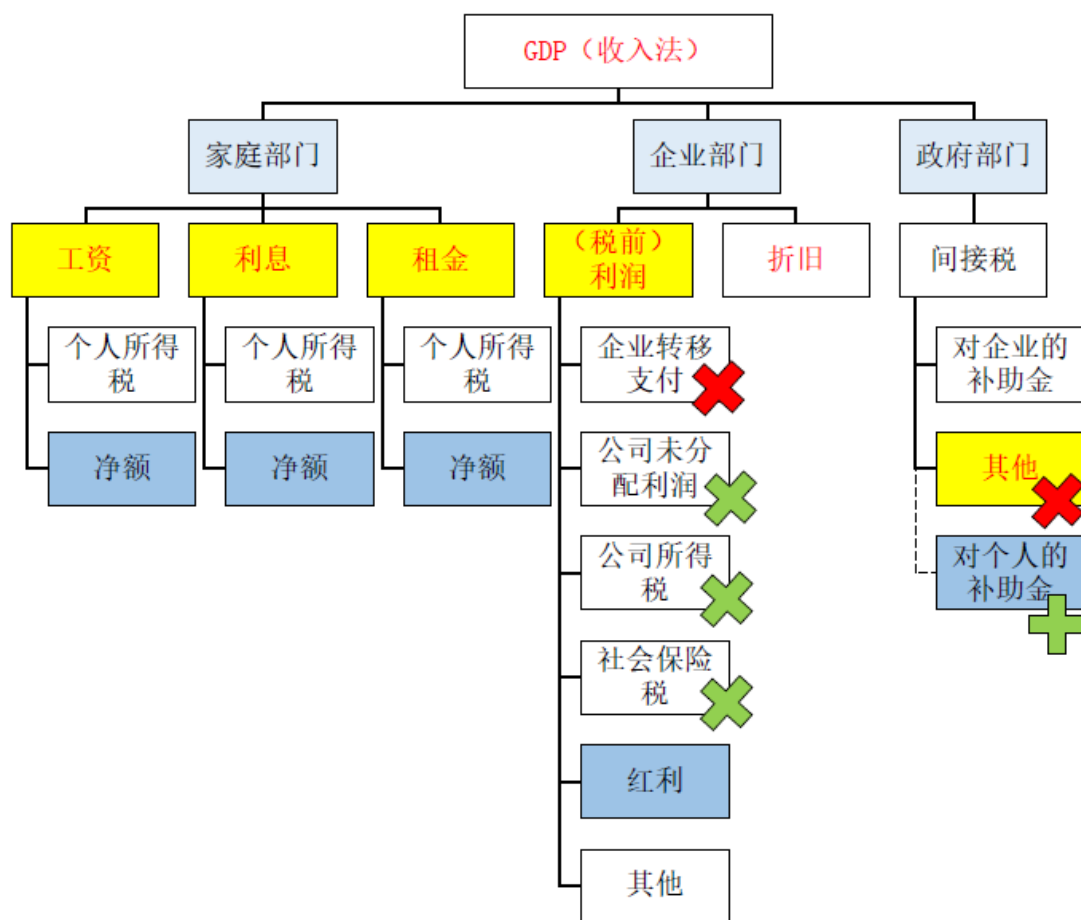 GDP（收入法）
家庭部门
企业部门
政府部门
工资
利息
租金
（税前）
利润
折旧
间接税
个人所得
税
个人所得
税
个人所得
税
企业转移
支付
对企业的
补助金
净额
净额
净额
公司未分
配利润
其他
公司所得
税
对个人的
补助金
社会保险
税
红利
其他